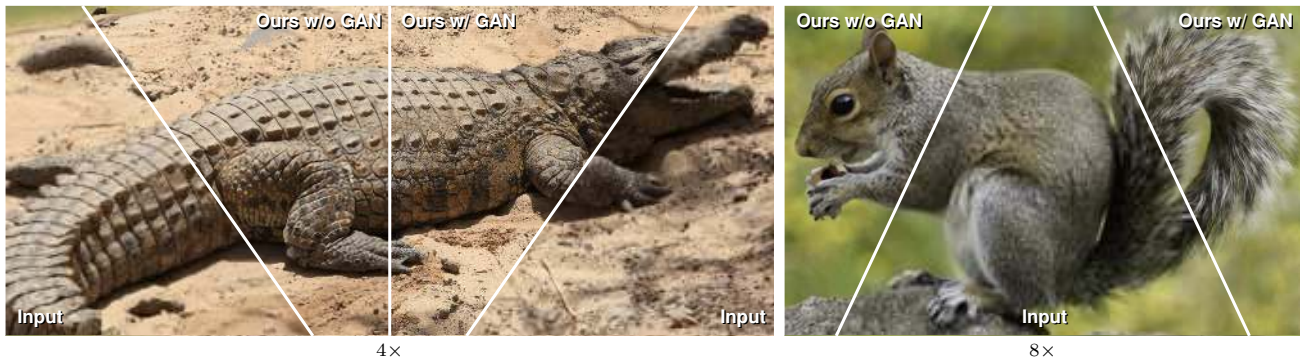 Ours w/o GAN
Ours w/ GAN
Input
Input
4×
Ours w/o GAN
Ours w/ GAN
Input
8×